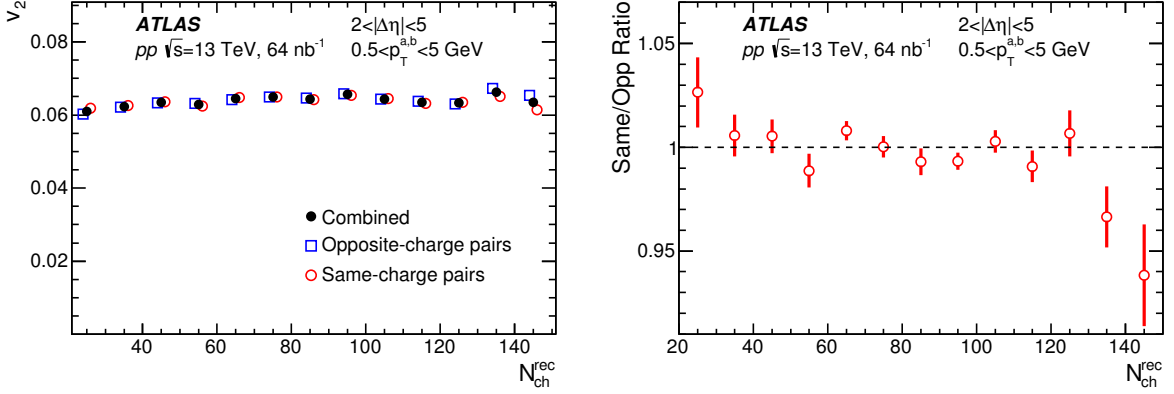 v2
0.08
0.06
0.04
0.02
ATLAS 2<|Δη|<5
pp √s=13 TeV, 64 nb-1 0.5<pTa,b<5 GeV
Combined
Opposite-charge pairs
Same-charge pairs
20 40 60 80 100 120 140
Nchrec
Same/Opp Ratio
1.05
1
0.95
ATLAS 2<|Δη|<5
pp √s=13 TeV, 64 nb-1 0.5<pTa,b<5 GeV
20 40 60 80 100 120 140
Nchrec